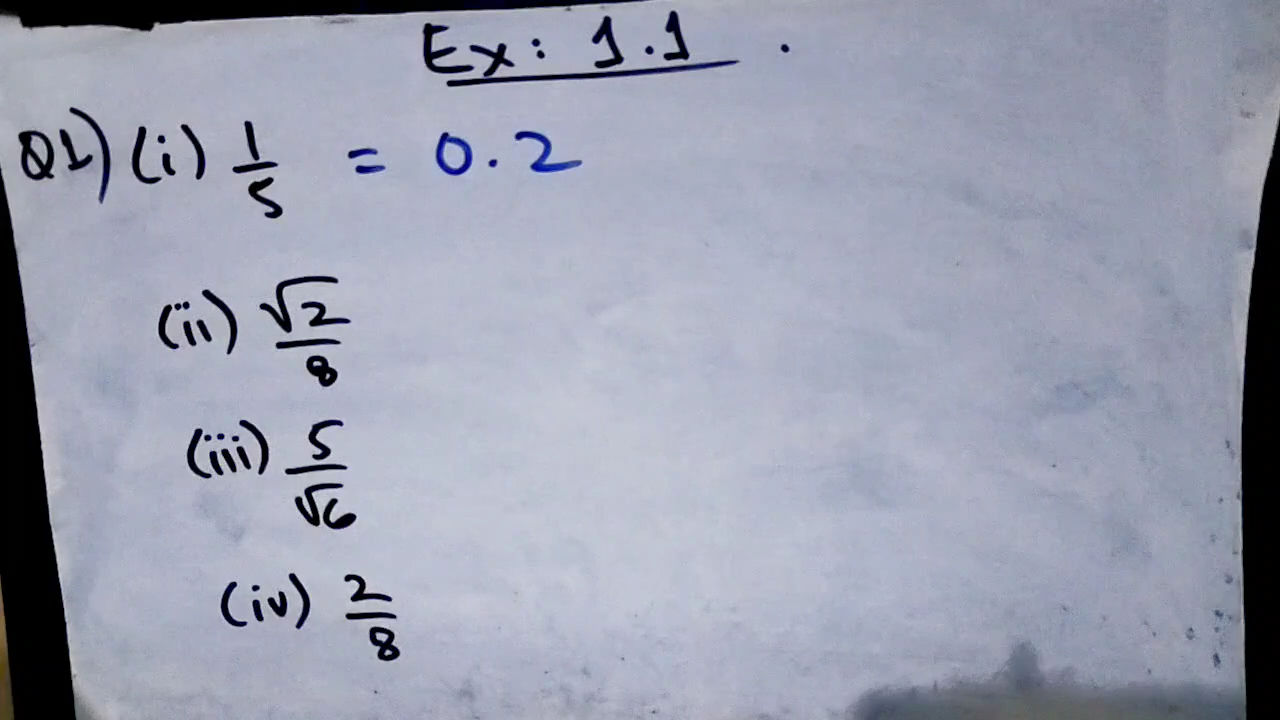 Ex: 1.1 .
Q1) (i) 1/5 = 0.2
(ii) √2/8
(iii) 5/√6
(iv) 2/8